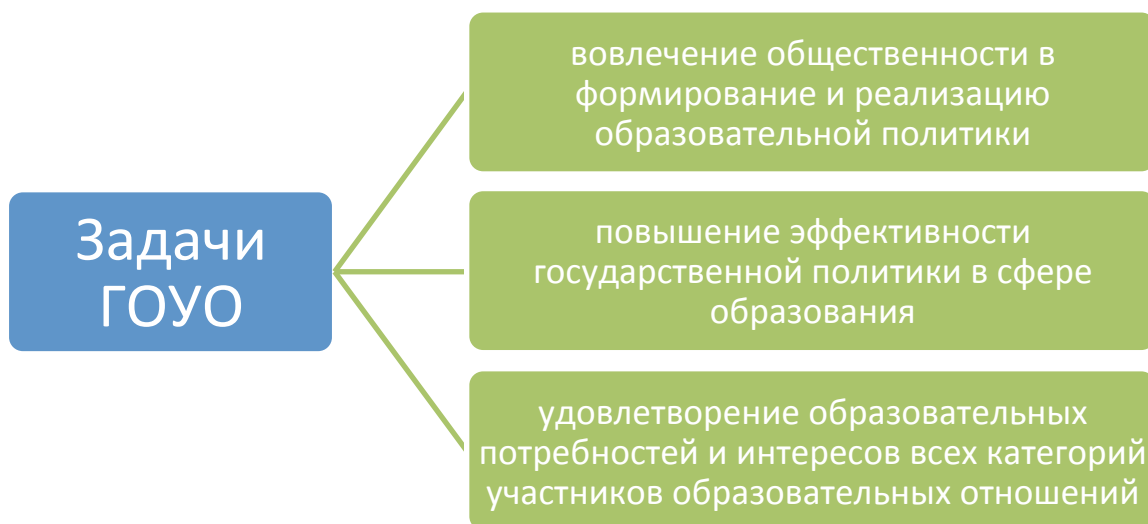 вовлечение общественности в
формирование и реализацию
образовательной политики
Задачи
ГОУО
повышение эффективности
государственной политики в сфере
образования
удовлетворение образовательных
потребностей и интересов всех категорий
участников образовательных отношений